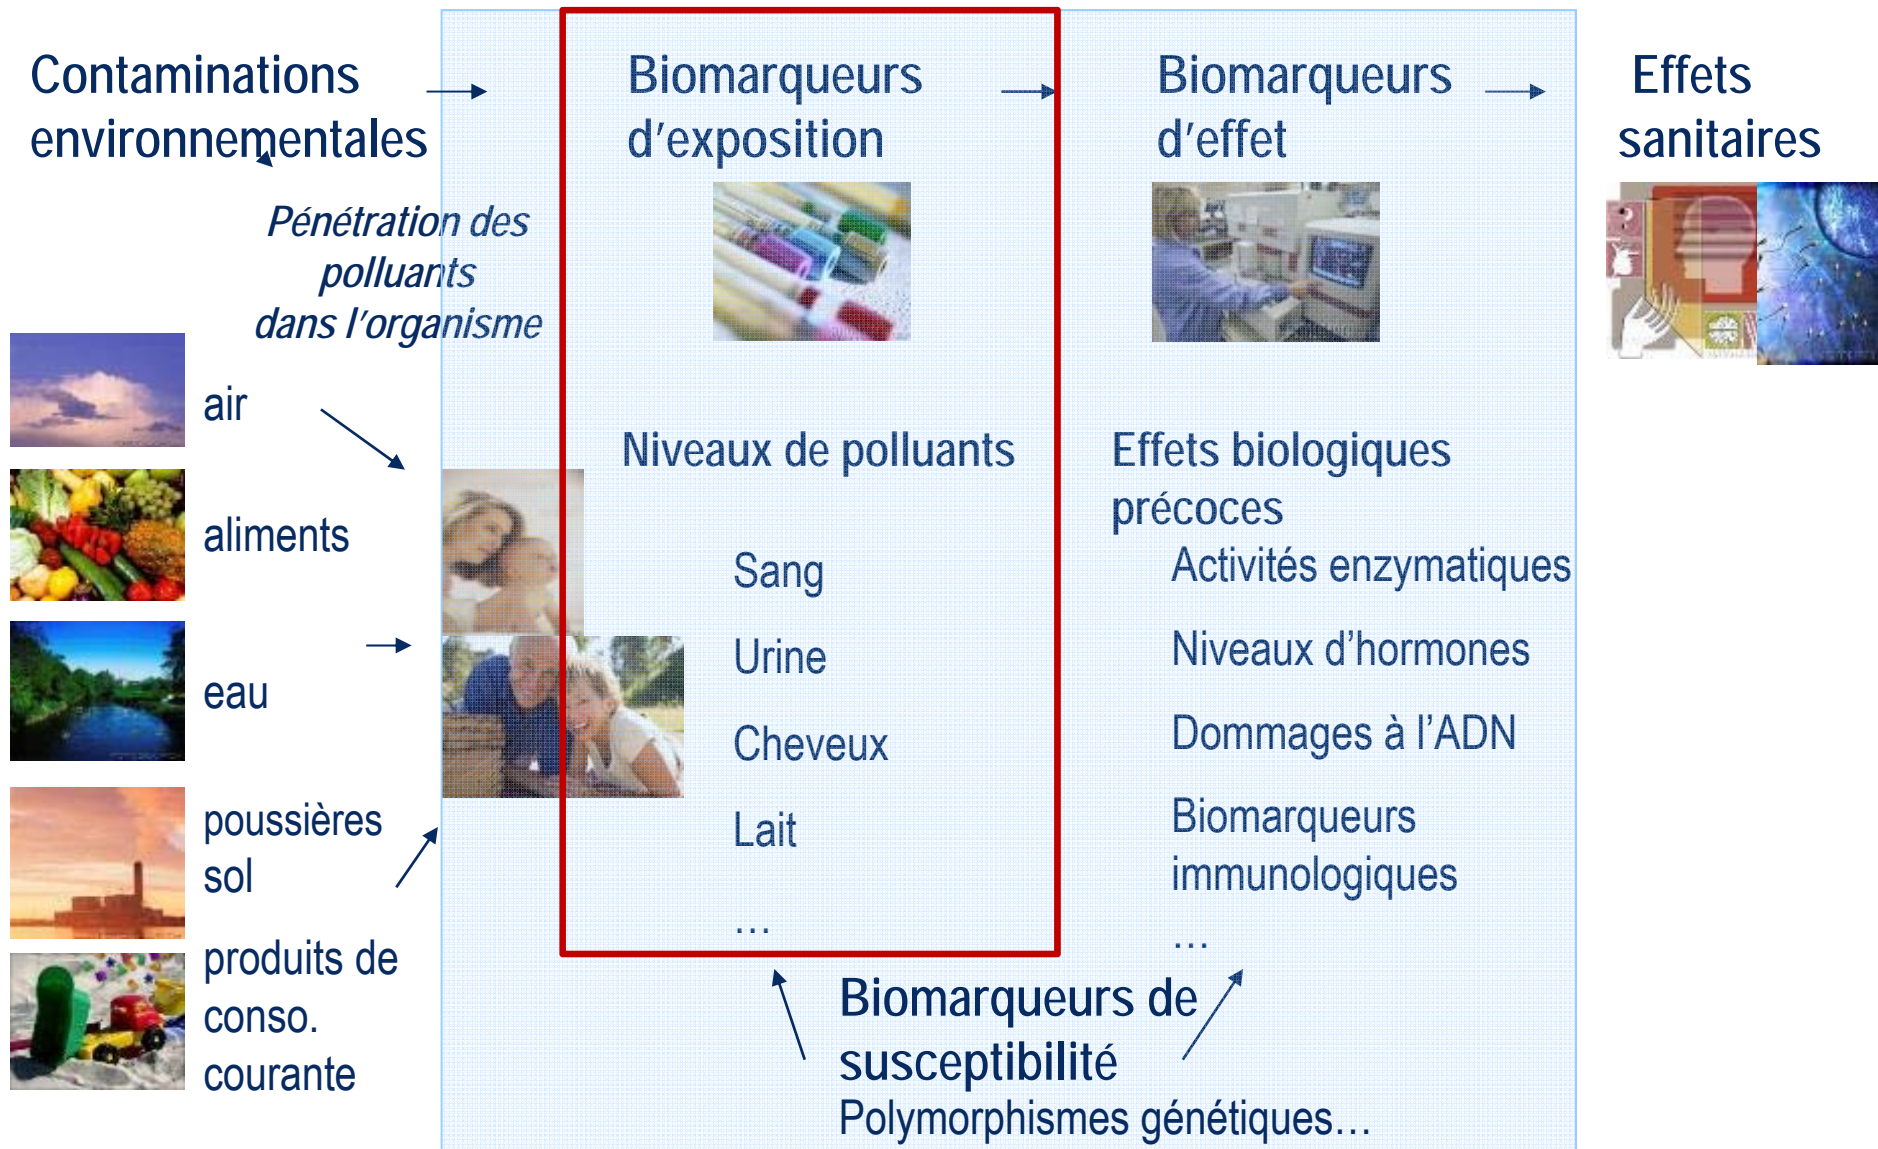 Contaminations
environnementales
Pénétration des
polluants
dans l'organisme
air
aliments
eau
poussières
sol
produits de
conso.
courante
Biomarqueurs
d'exposition
Niveaux de polluants
Sang
Urine
Cheveux
Lait
…
Biomarqueurs
d'effet
Effets biologiques
précoces
Activités enzymatiques
Niveaux d'hormones
Dommages à l'ADN
Biomarqueurs
immunologiques
…
Biomarqueurs de
susceptibilité
Polymorphismes génétiques…
Effets
sanitaires